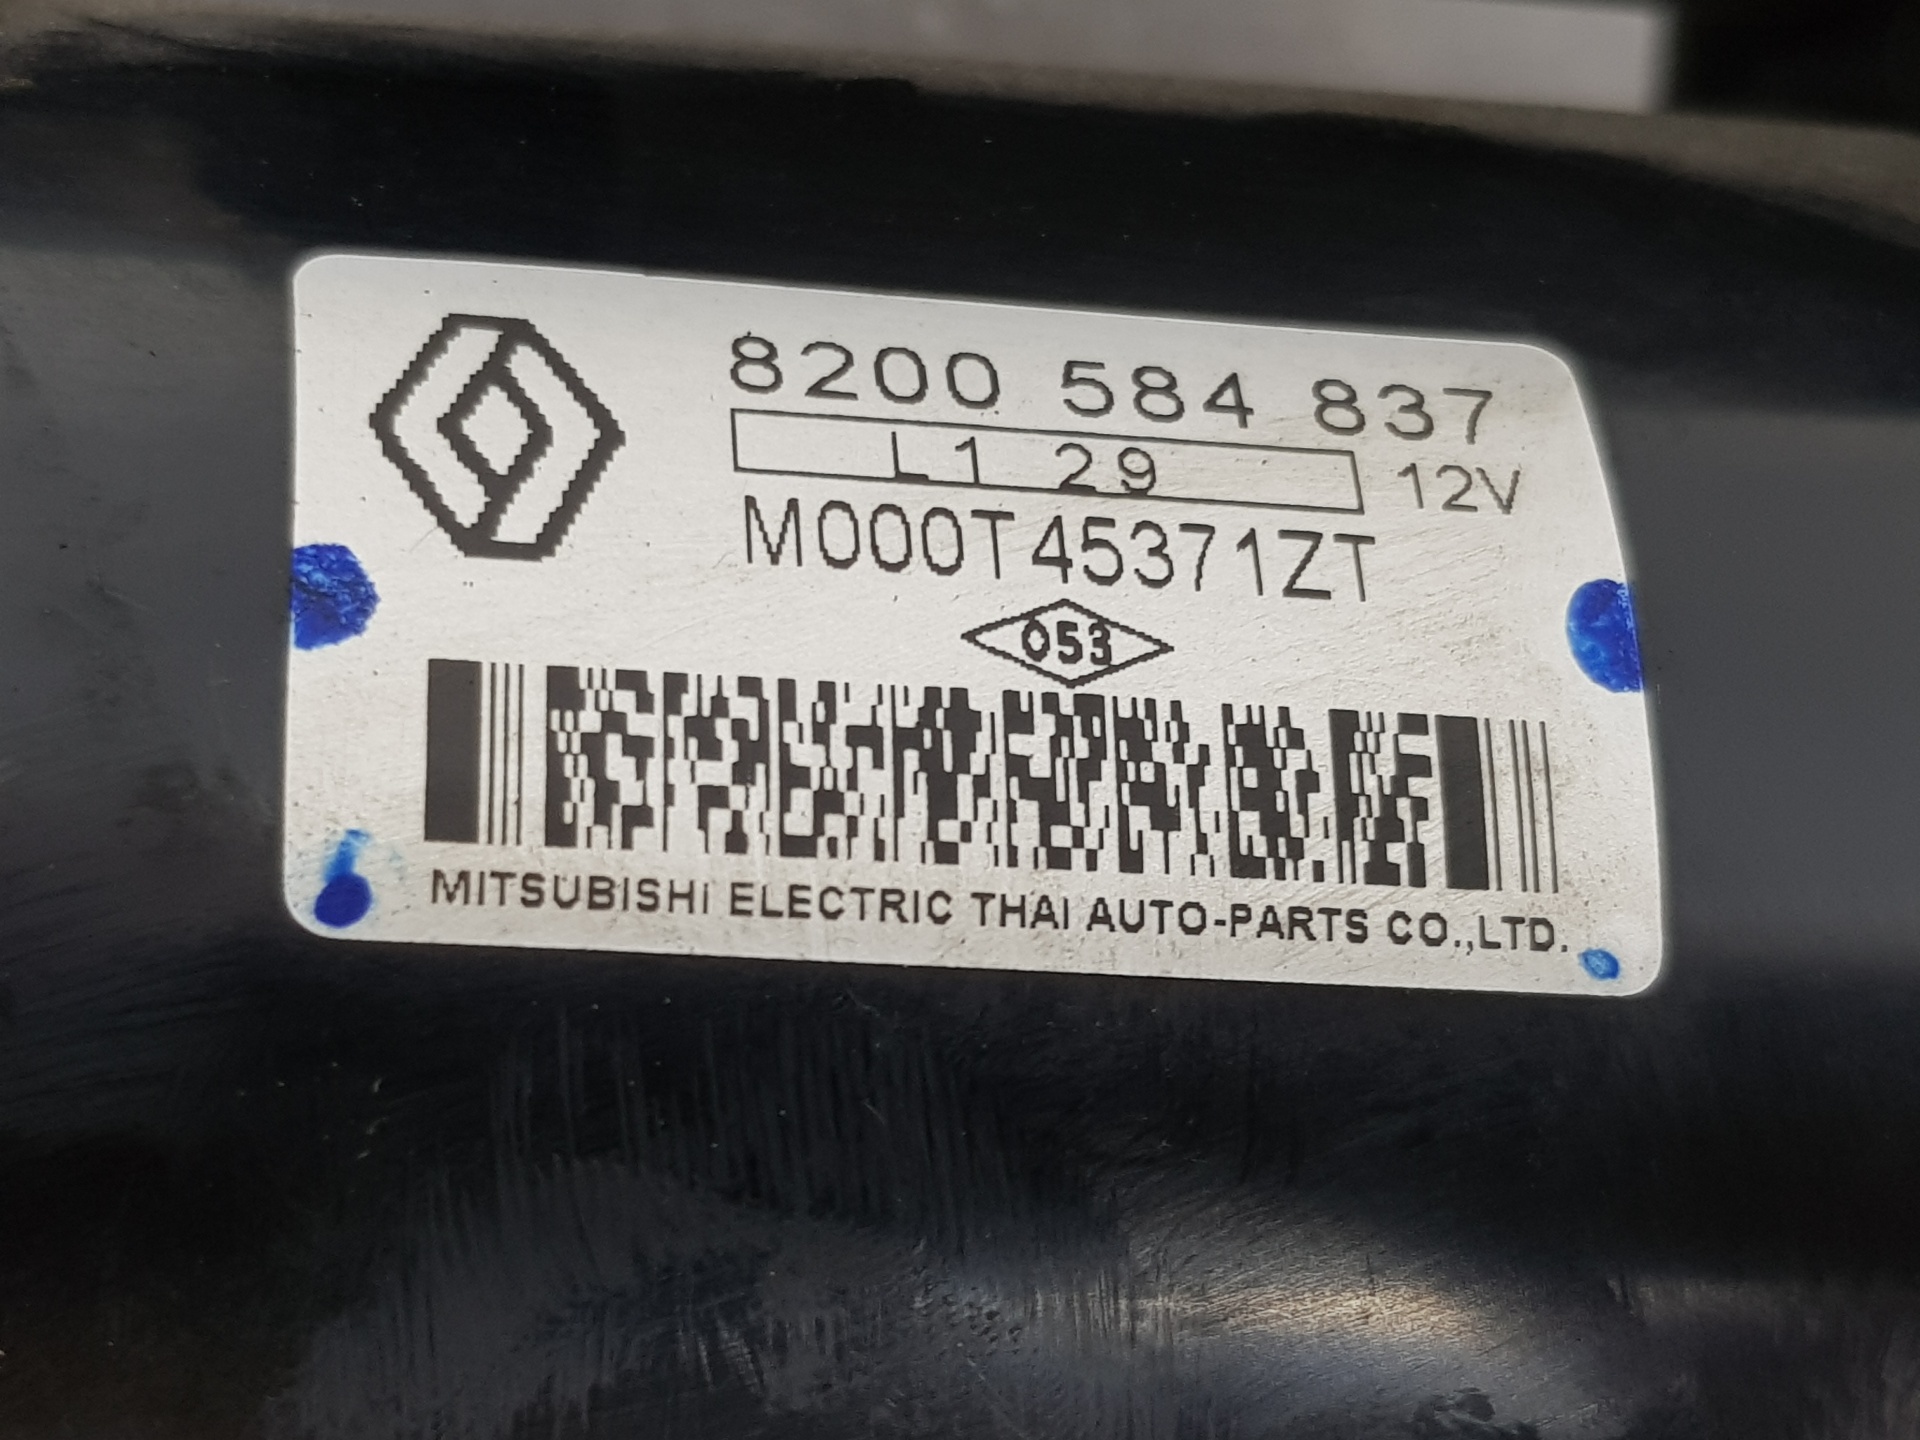 8200 584 837
L1 29 12V
M000T45371ZT
053
MITSUBISHI ELECTRIC THAI AUTO-PARTS CO.,LTD.